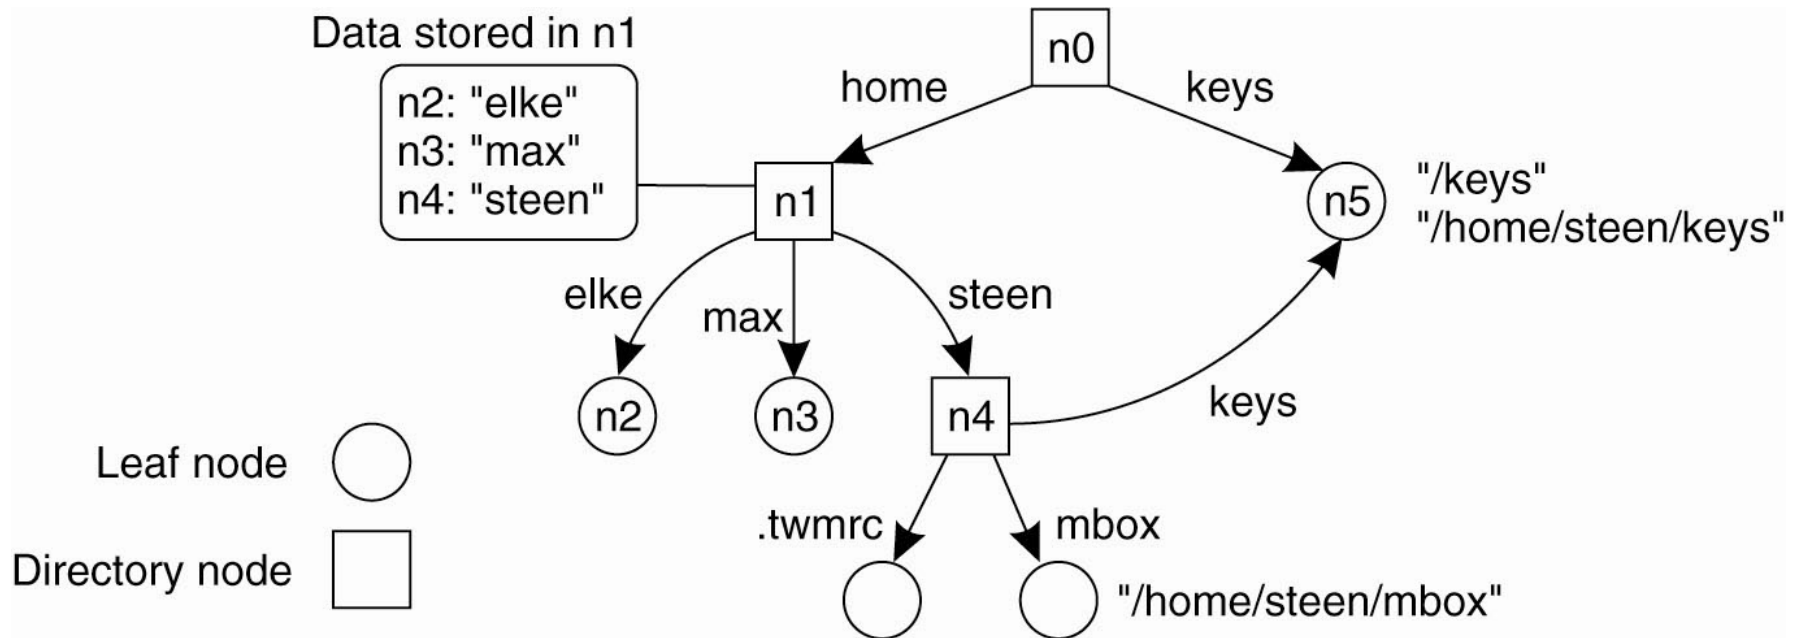 Data stored in n1
n0
home
keys
n2: "elke"
n3: "max"
n4: "steen"
n1
n5
"/keys"
"/home/steen/keys"
elke
max
steen
n2
n3
n4
keys
Leaf node
.twmrc
mbox
Directory node
"/home/steen/mbox"